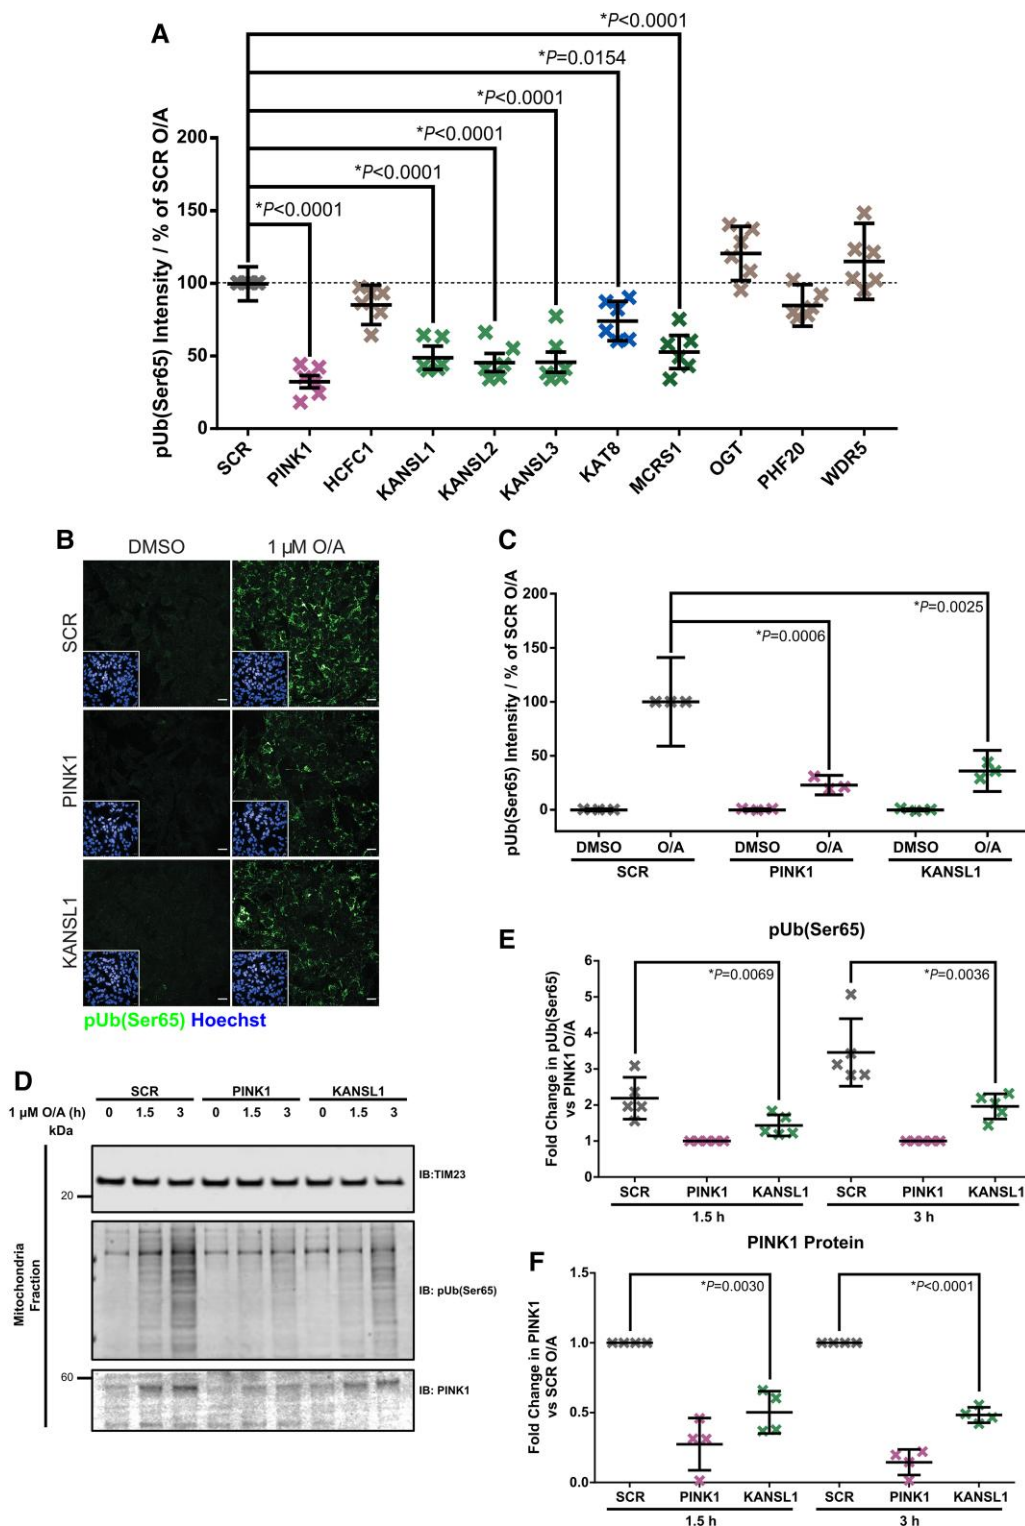 A
*P<0.0001
*P=0.0154
*P<0.0001
*P<0.0001
*P<0.0001
*P<0.0001
pUb(Ser65) Intensity / % of SCR O/A
200
150
100
50
0
SCR PINK1 HCFC1 KANSL1 KANSL2 KANSL3 KAT8 MCRS1 OGT PHF20 WDR5
B
DMSO 1 µM O/A
SCR
PINK1
KANSL1
pUb(Ser65) Hoechst
C
pUb(Ser65) Intensity / % of SCR O/A
200
150
100
50
0
*P=0.0025
*P=0.0006
DMSO O/A DMSO O/A DMSO O/A
SCR PINK1 KANSL1
D
SCR PINK1 KANSL1
1 µM O/A (h) 0 1.5 3 0 1.5 3 0 1.5 3
kDa
20
60
Mitochondria
Fraction
IB:TIM23
IB: pUb(Ser65)
IB: PINK1
E
pUb(Ser65)
Fold Change in pUb(Ser65)
vs PINK1 O/A
6
5
4
3
2
1
0
*P=0.0069
*P=0.0036
SCR PINK1 KANSL1 SCR PINK1 KANSL1
1.5 h 3 h
F
PINK1 Protein
Fold Change in PINK1
vs SCR O/A
1.5
1.0
0.5
0.0
*P=0.0030
*P<0.0001
SCR PINK1 KANSL1 SCR PINK1 KANSL1
1.5 h 3 h